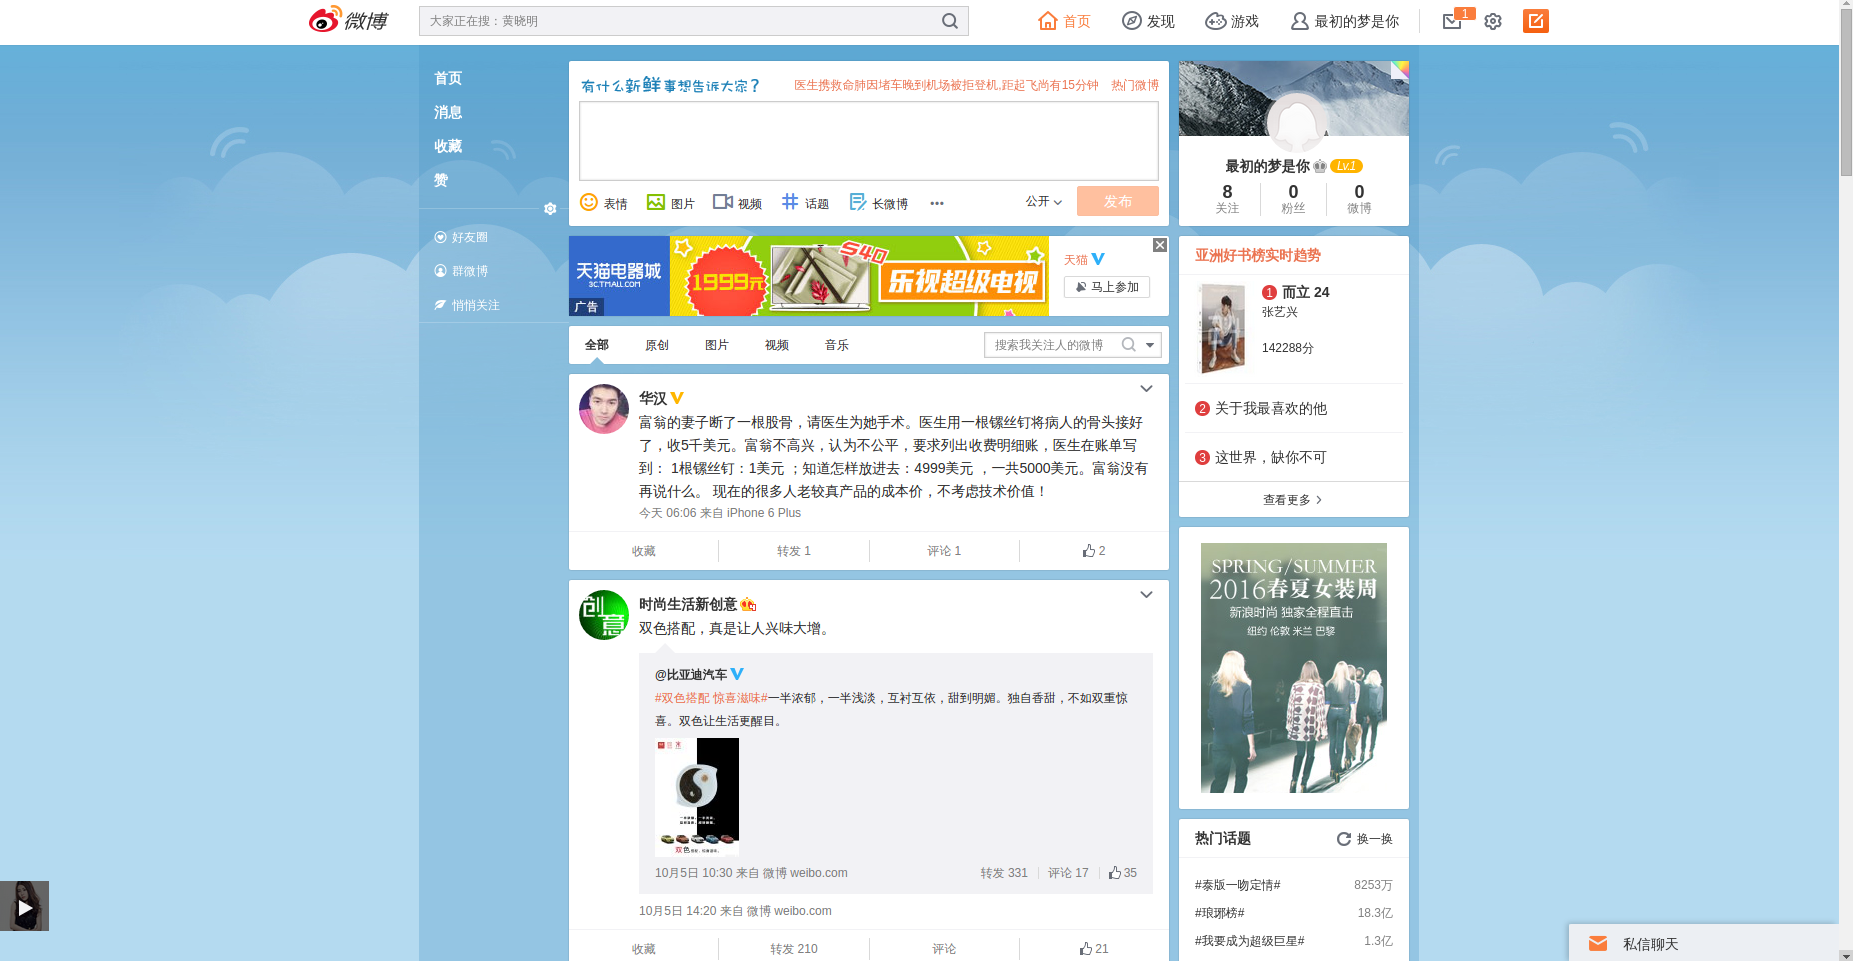 微博
大家正在搜：黄晓明
首页
发现
游戏
最初的梦是你
1
首页
消息
收藏
赞
好友圈
群微博
悄悄关注
有什么新鲜事想告诉大家?
医生携救命肺因堵车晚到机场被拒登机,距起飞尚有15分钟 热门微博
表情
图片
视频
话题
长微博
公开
发布
天猫电器城
3C.TMALL.COM
广告
1999元
S40
乐视超级电视
天猫
马上参加
全部
原创
图片
视频
音乐
搜索我关注人的微博
华汉
富翁的妻子断了一根股骨，请医生为她手术。医生用一根镙丝钉将病人的骨头接好
了，收5千美元。富翁不高兴，认为不公平，要求列出收费明细账，医生在账单写
到： 1根镙丝钉：1美元 ；知道怎样放进去：4999美元 ，一共5000美元。富翁没有
再说什么。 现在的很多人老较真产品的成本价，不考虑技术价值！
今天 06:06 来自 iPhone 6 Plus
收藏
转发 1
评论 1
2
创意
时尚生活新创意
双色搭配，真是让人兴味大增。
@比亚迪汽车
#双色搭配 惊喜滋味#一半浓郁，一半浅淡，互衬互依，甜到明媚。独自香甜，不如双重惊
喜。双色让生活更醒目。
10月5日 10:30 来自 微博 weibo.com
转发 331
评论 17
35
10月5日 14:20 来自 微博 weibo.com
收藏
转发 210
评论
21
最初的梦是你 Lv.1
8
关注
0
粉丝
0
微博
亚洲好书榜实时趋势
1 而立 24
张艺兴
142288分
2 关于我最喜欢的他
3 这世界，缺你不可
查看更多
SPRING/SUMMER
2016春夏女装周
新浪时尚 独家全程直击
纽约 伦敦 米兰 巴黎
热门话题
换一换
#泰版一吻定情# 8253万
#琅琊榜# 18.3亿
#我要成为超级巨星# 1.3亿
私信聊天